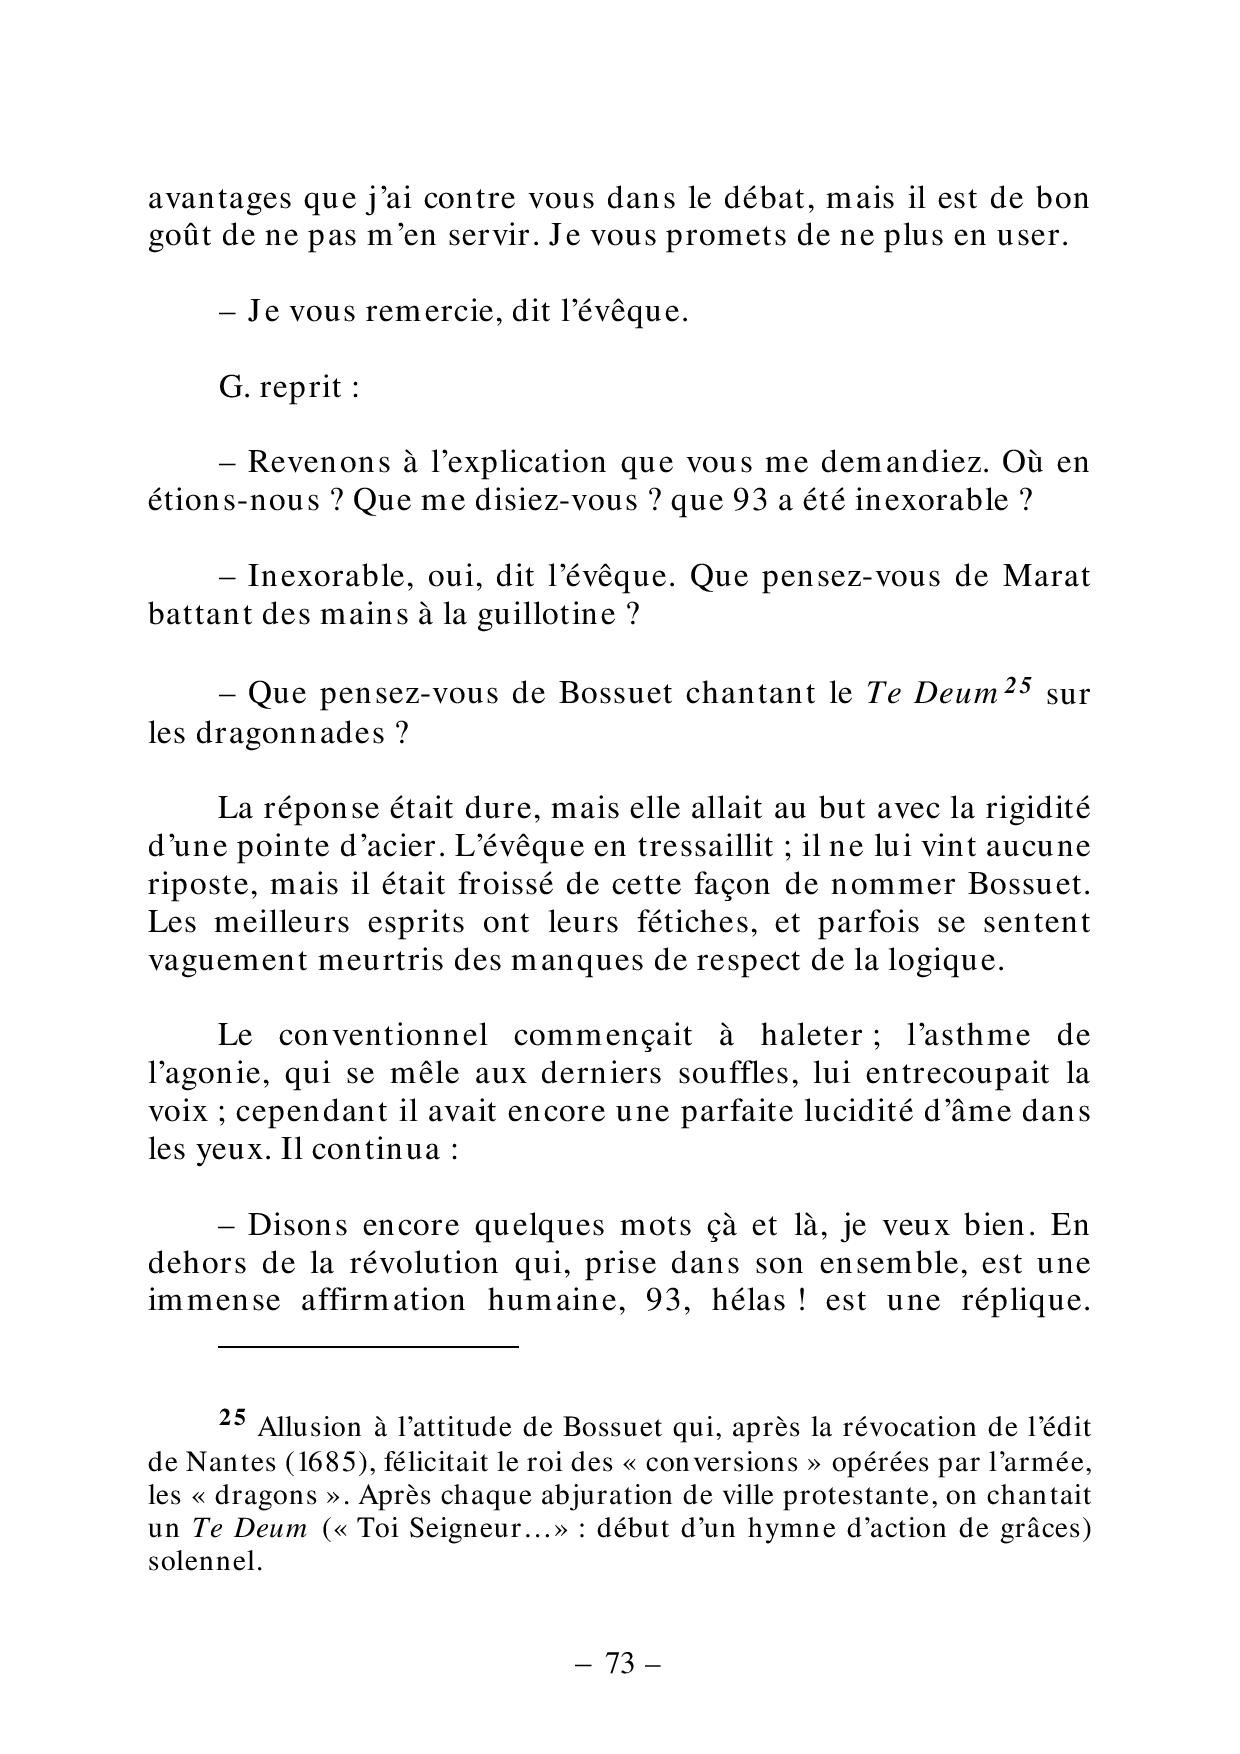 avantages que j’ai contre vous dans le débat, mais il est de bon
goût de ne pas m’en servir. Je vous promets de ne plus en user.
– Je vous remercie, dit l’évêque.
G. reprit :
– Revenons à l’explication que vous me demandiez. Où en
étions-nous ? Que me disiez-vous ? que 93 a été inexorable ?
– Inexorable, oui, dit l’évêque. Que pensez-vous de Marat
battant des mains à la guillotine ?
– Que pensez-vous de Bossuet chantant le Te Deum 25 sur
les dragonnades ?
La réponse était dure, mais elle allait au but avec la rigidité
d’une pointe d’acier. L’évêque en tressaillit ; il ne lui vint aucune
riposte, mais il était froissé de cette façon de nommer Bossuet.
Les meilleurs esprits ont leurs fétiches, et parfois se sentent
vaguement meurtris des manques de respect de la logique.
Le conventionnel commençait à haleter ; l’asthme de
l’agonie, qui se mêle aux derniers souffles, lui entrecoupait la
voix ; cependant il avait encore une parfaite lucidité d’âme dans
les yeux. Il continua :
– Disons encore quelques mots çà et là, je veux bien. En
dehors de la révolution qui, prise dans son ensemble, est une
immense affirmation humaine, 93, hélas ! est une réplique.
25 Allusion à l’attitude de Bossuet qui, après la révocation de l’édit
de Nantes (1685), félicitait le roi des « conversions » opérées par l’armée,
les « dragons ». Après chaque abjuration de ville protestante, on chantait
un Te Deum (« Toi Seigneur…» : début d’un hymne d’action de grâces)
solennel.
– 73 –